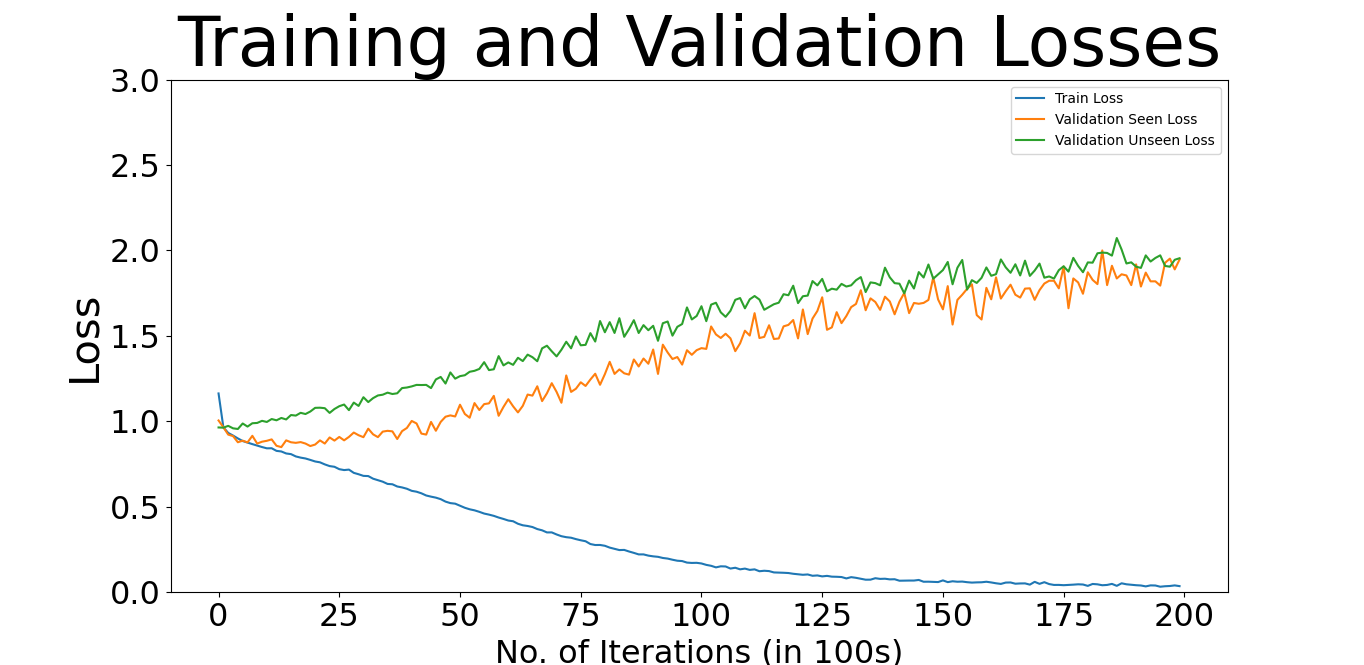 Training and Validation Losses
3.0
2.5
2.0
1.5
1.0
0.5
0.0
Loss
Train Loss
Validation Seen Loss
Validation Unseen Loss
0 25 50 75 100 125 150 175 200
No. of Iterations (in 100s)